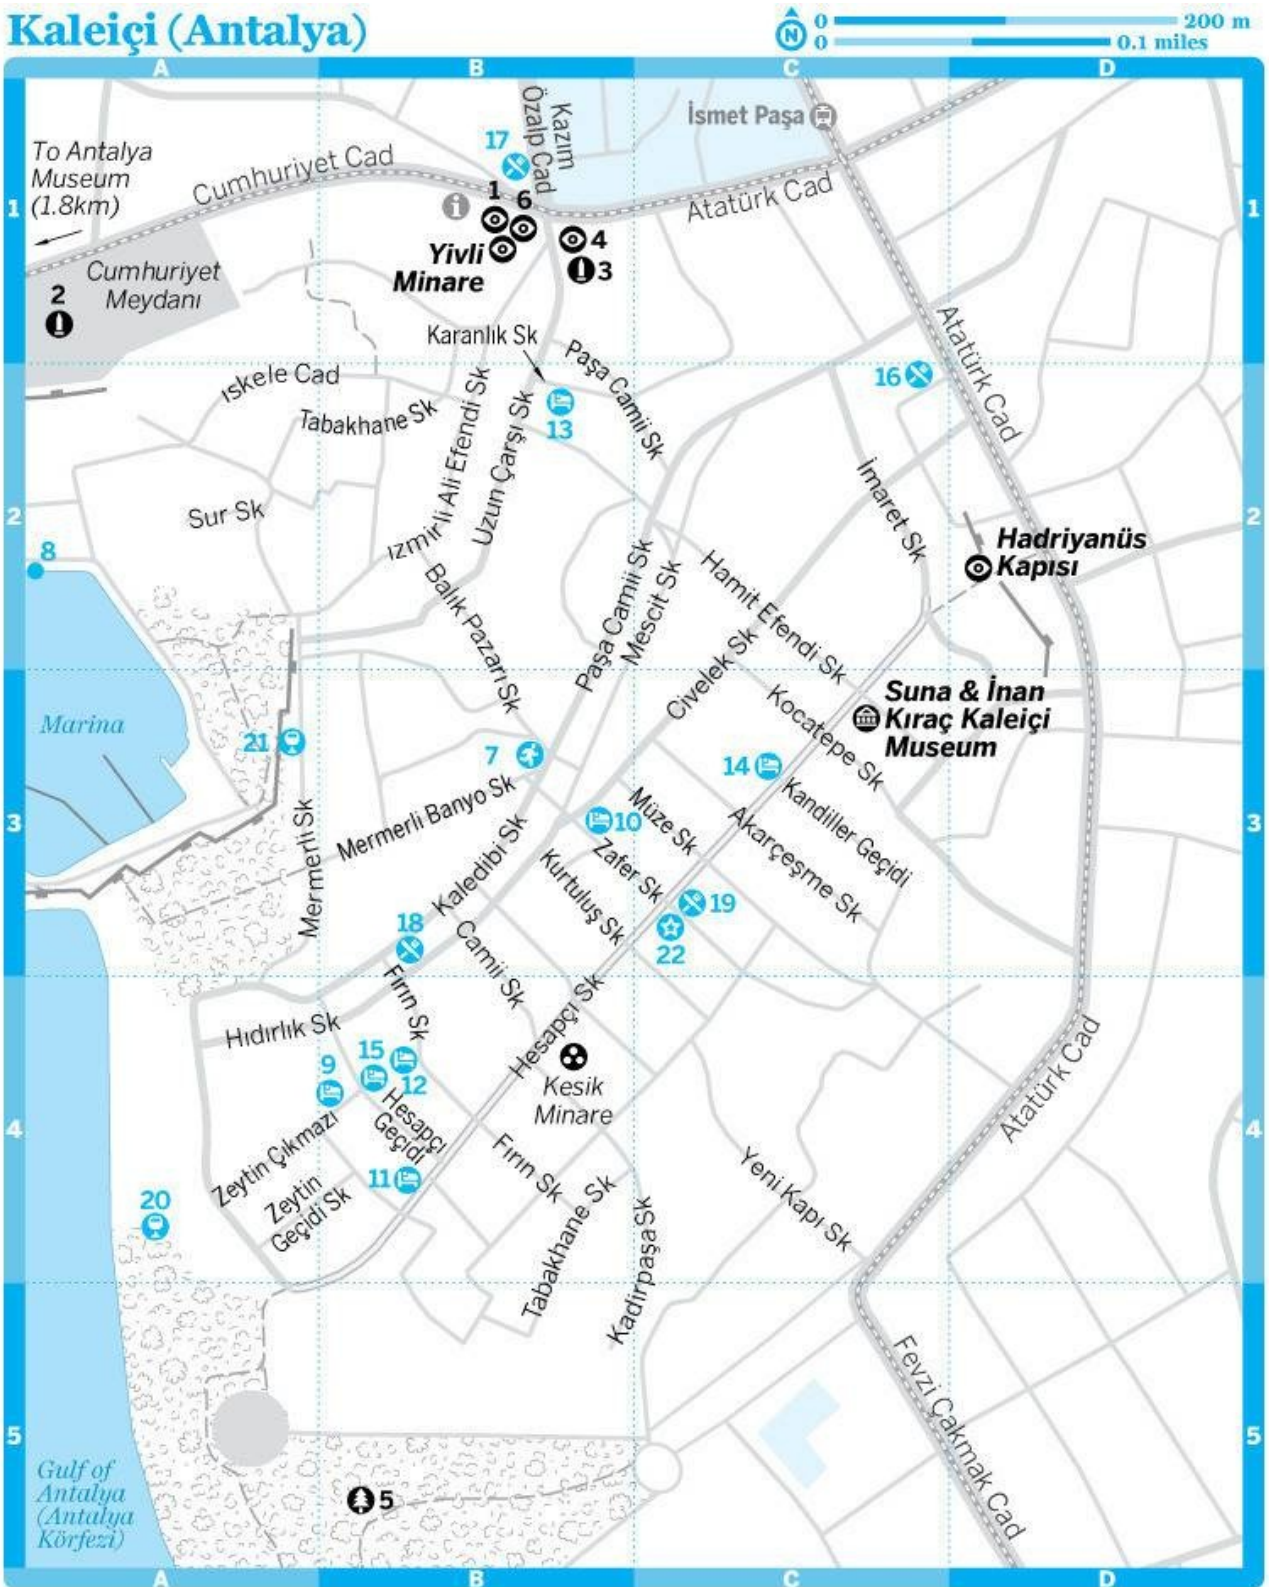 Kaleiçi (Antalya)
N
0
200 m
0
0.1 miles
A
B
C
D
İsmet Paşa
Kazım
Özalp Cad
17
To Antalya
Museum
(1.8km)
Cumhuriyet Cad
Atatürk Cad
1
1
1
6
i
4
3
Yivli
Minare
Cumhuriyet
Meydanı
2
Karanlık Sk
Paşa Camii Sk
Atatürk Cad
16
İskele Cad
Tabakhane Sk
13
İzmirli Ali Efendi Sk
Uzun Çarşı Sk
İmaret Sk
Sur Sk
2
2
8
Hadriyanüs
Kapısı
Balık Pazarı Sk
Paşa Camii Sk
Mescit Sk
Hamit Efendi Sk
Civelek Sk
Suna & İnan
Kıraç Kaleiçi
Museum
Kocatepe Sk
Marina
21
7
14
Mermerli Banyo Sk
Müze Sk
Kandiller Geçidi
10
Akarçeşme Sk
3
3
Mermerli Sk
Kaledibi Sk
Zafer Sk
Kurtuluş Sk
19
18
22
Camii Sk
Fırın Sk
Hıdırlık Sk
Hesapçı Sk
Atatürk Cad
15
9
12
Kesik
Minare
Hesapçı
Geçidi
4
4
Zeytin Çıkmazı
Fırın Sk
Yeni Kapı Sk
11
Zeytin
Geçidi Sk
20
Tabakhane Sk
Kadirpaşa Sk
Fevzi Çakmak Cad
5
5
Gulf of
Antalya
(Antalya
Körfezi)
5
A
B
C
D